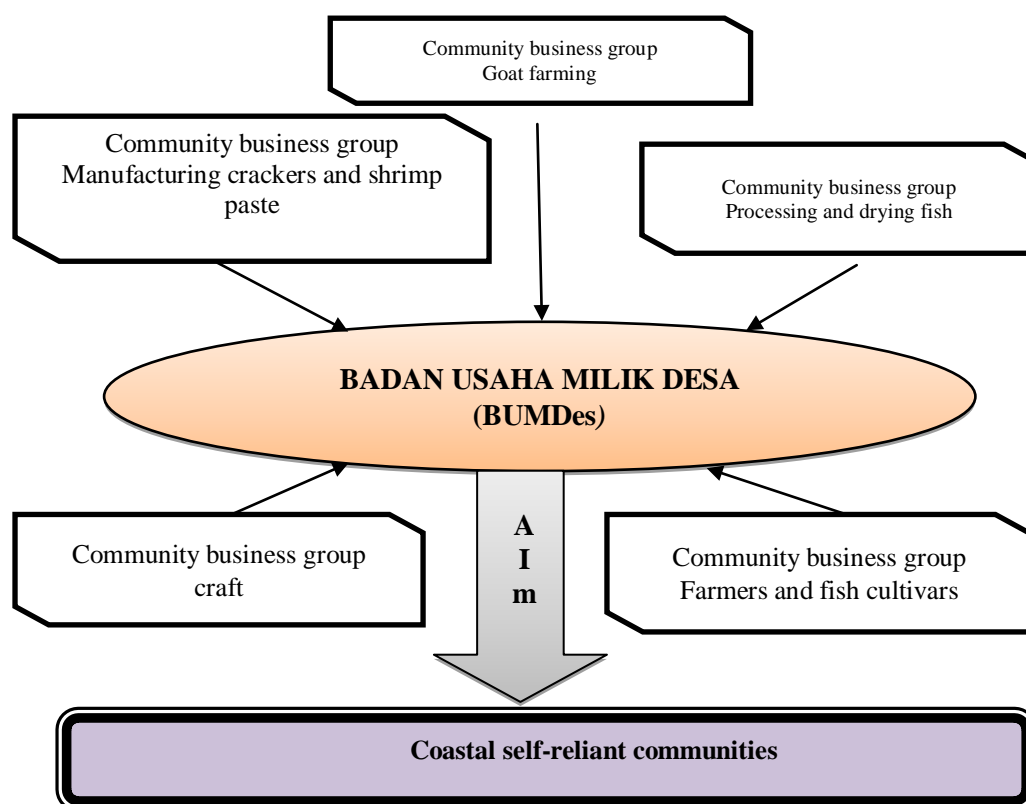 Community business group
Goat farming
Community business group
Manufacturing crackers and shrimp
paste
Community business group
Processing and drying fish
BADAN USAHA MILIK DESA
(BUMDes)
Community business group
craft
A
I
m
Community business group
Farmers and fish cultivars
Coastal self-reliant communities